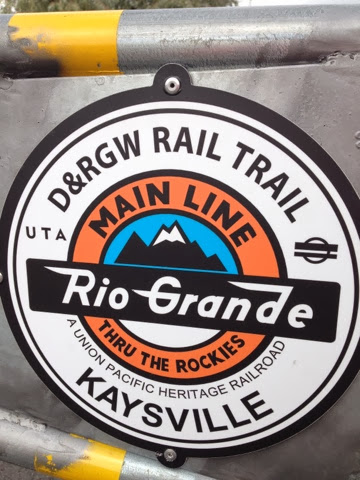 D&RGW RAIL TRAIL
MAIN LINE
UTA
Rio Grande
THRU THE ROCKIES
A UNION PACIFIC HERITAGE RAILROAD
KAYSVILLE